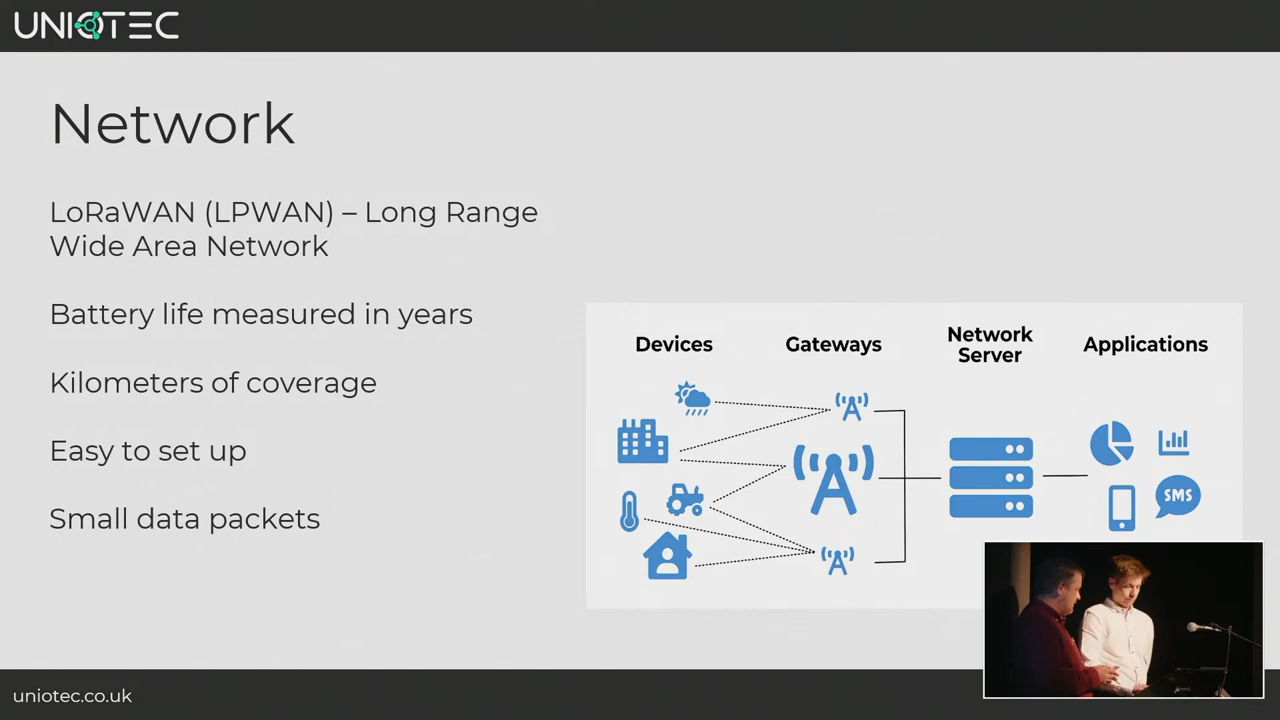 UNIOTEC
Network
LoRaWAN (LPWAN) – Long Range
Wide Area Network
Battery life measured in years
Kilometers of coverage
Easy to set up
Small data packets
Devices
Gateways
Network
Server
Applications
SMS
uniotec.co.uk